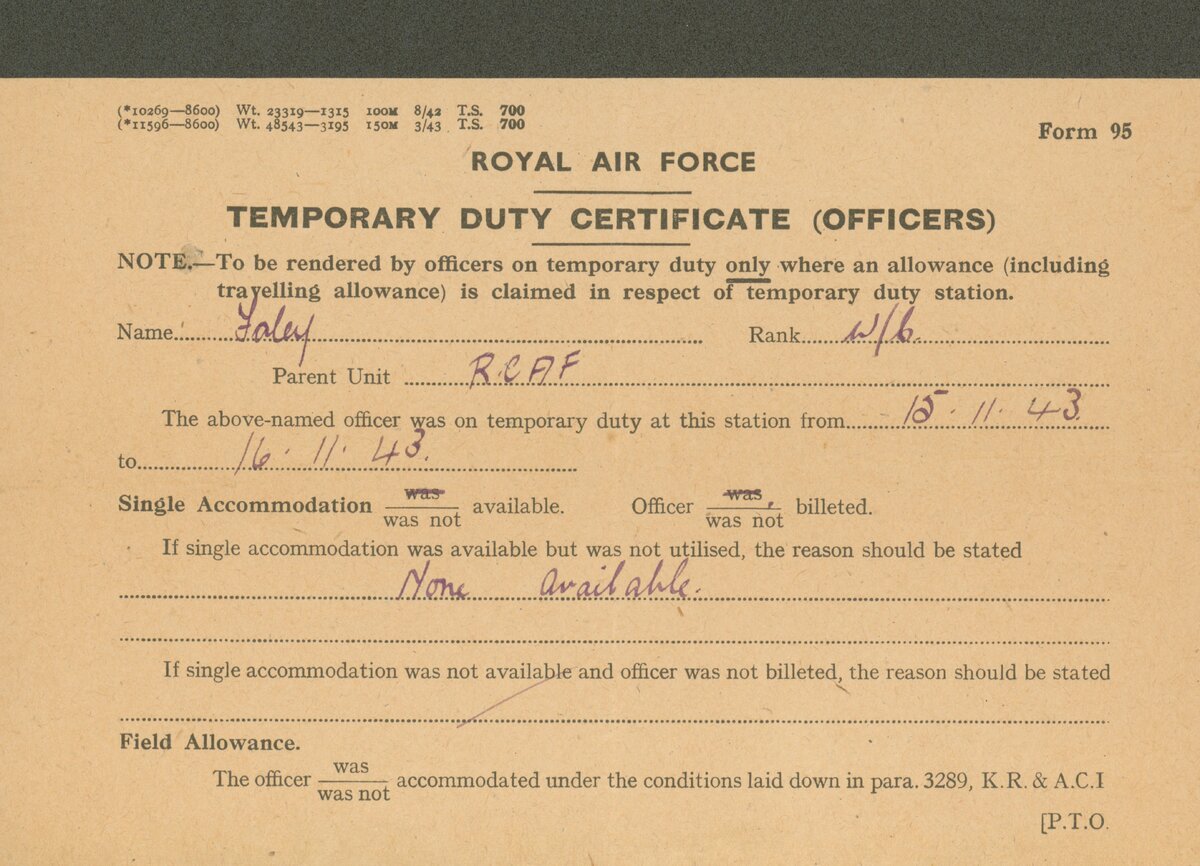 (*10269—8600) Wt. 23319—1315 100M 8/42 T.S. 700
(*11596—8600) Wt. 48543—3195 150M 3/43 T.S. 700
Form 95
ROYAL AIR FORCE
TEMPORARY DUTY CERTIFICATE (OFFICERS)
NOTE.—To be rendered by officers on temporary duty only where an allowance (including
travelling allowance) is claimed in respect of temporary duty station.
Name Foley Rank W/C.
Parent Unit R.C.A.F
The above-named officer was on temporary duty at this station from 15. 11. 43.
to 16. 11. 43.
Single Accommodation was / was not available. Officer was, / was not billeted.
If single accommodation was available but was not utilised, the reason should be stated
None available.
If single accommodation was not available and officer was not billeted, the reason should be stated
Field Allowance.
The officer was / was not accommodated under the conditions laid down in para. 3289, K.R. & A.C.I
[P.T.O.